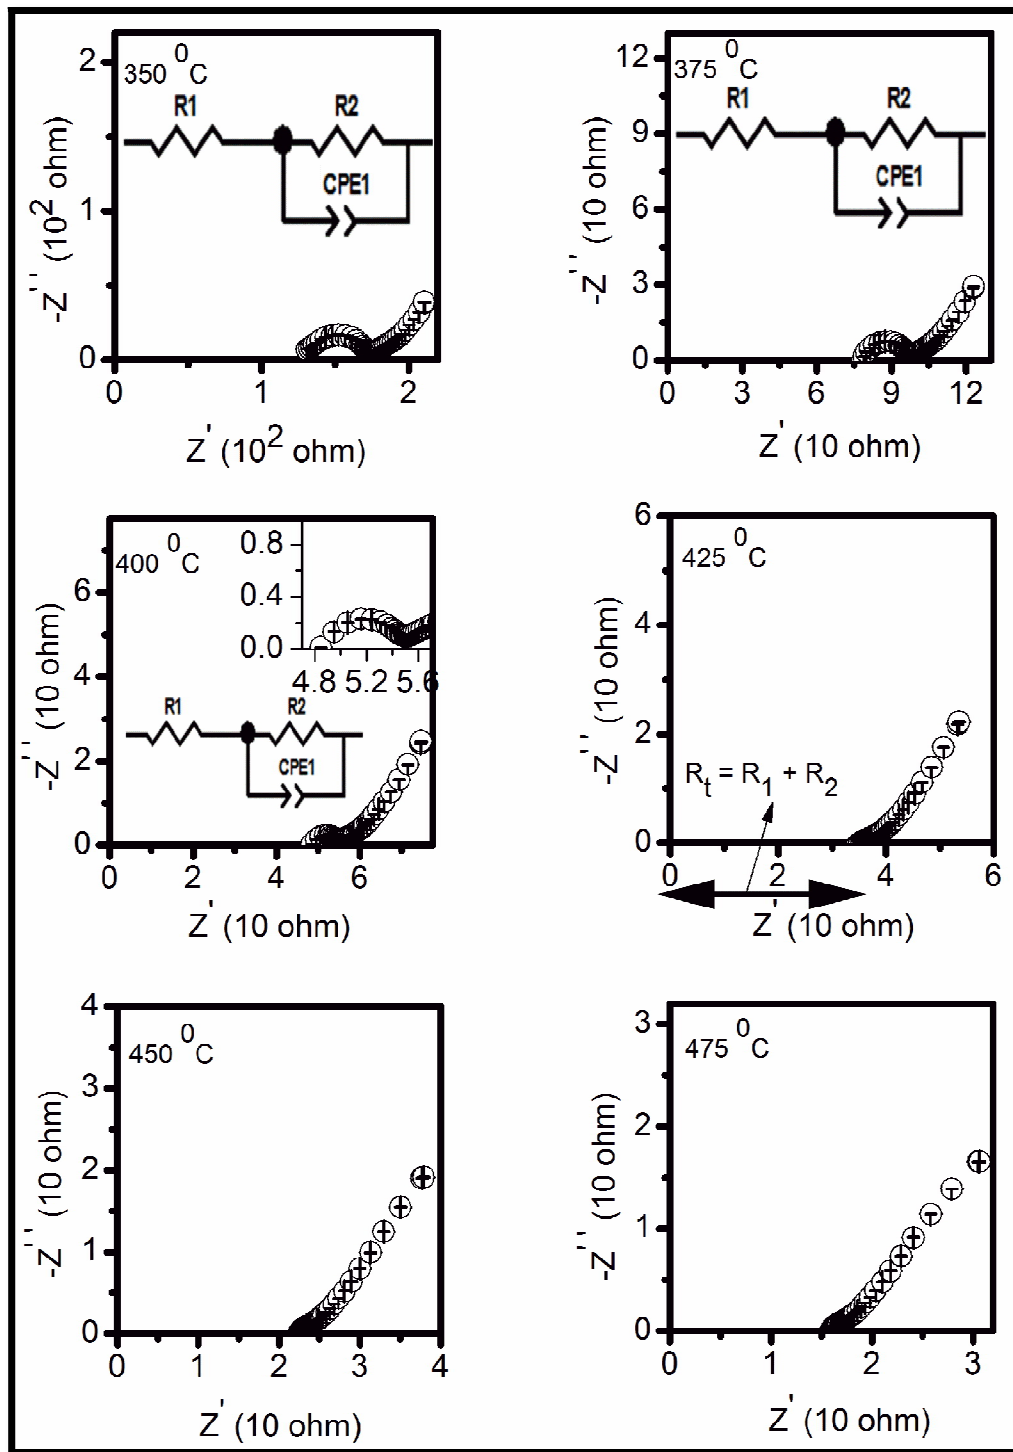 350 ⁰C
R1 R2
CPE1
2
1
0
-Z'' (10² ohm)
0 1 2
Z' (10² ohm)
375 ⁰C
R1 R2
CPE1
12
9
6
3
0
-Z'' (10 ohm)
0 3 6 9 12
Z' (10 ohm)
400 ⁰C
0.8
0.4
0.0
4.8 5.2 5.6
R1 R2
CPE1
6
4
2
0
-Z'' (10 ohm)
0 2 4 6
Z' (10 ohm)
425 ⁰C
6
4
2
0
-Z'' (10 ohm)
Rₜ = R₁ + R₂
0 2 4 6
Z' (10 ohm)
450 ⁰C
4
3
2
1
0
-Z'' (10 ohm)
0 1 2 3 4
Z' (10 ohm)
475 ⁰C
3
2
1
0
-Z'' (10 ohm)
0 1 2 3
Z' (10 ohm)